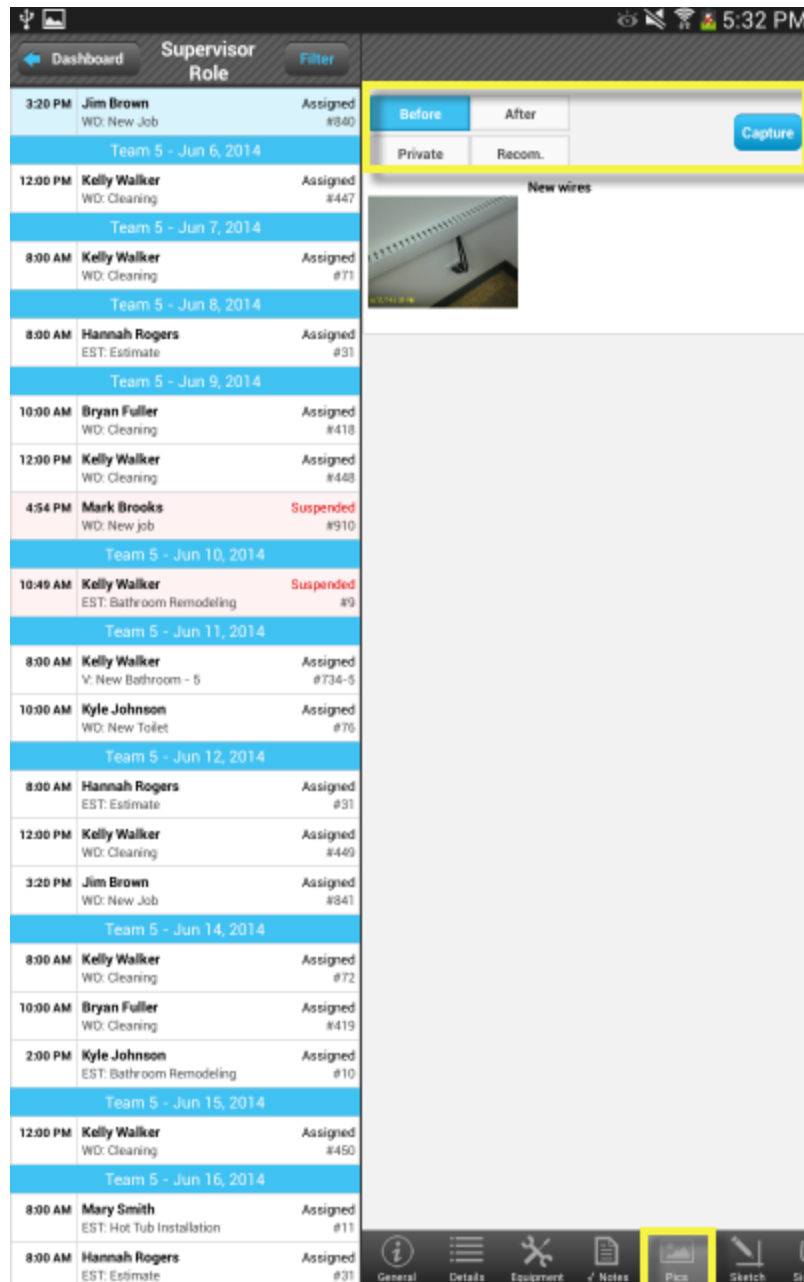 5:32 PM
Dashboard
Supervisor
Role
Filter
3:20 PM Jim Brown Assigned
WO: New Job #840
Team 5 - Jun 6, 2014
12:00 PM Kelly Walker Assigned
WO: Cleaning #447
Team 5 - Jun 7, 2014
8:00 AM Kelly Walker Assigned
WO: Cleaning #71
Team 5 - Jun 8, 2014
8:00 AM Hannah Rogers Assigned
EST: Estimate #31
Team 5 - Jun 9, 2014
10:00 AM Bryan Fuller Assigned
WO: Cleaning #418
12:00 PM Kelly Walker Assigned
WO: Cleaning #448
4:54 PM Mark Brooks Suspended
WO: New job #910
Team 5 - Jun 10, 2014
10:49 AM Kelly Walker Suspended
EST: Bathroom Remodeling #9
Team 5 - Jun 11, 2014
8:00 AM Kelly Walker Assigned
V: New Bathroom - 5 #734-5
10:00 AM Kyle Johnson Assigned
WO: New Toilet #76
Team 5 - Jun 12, 2014
8:00 AM Hannah Rogers Assigned
EST: Estimate #31
12:00 PM Kelly Walker Assigned
WO: Cleaning #449
3:20 PM Jim Brown Assigned
WO: New Job #841
Team 5 - Jun 14, 2014
8:00 AM Kelly Walker Assigned
WO: Cleaning #72
10:00 AM Bryan Fuller Assigned
WO: Cleaning #419
2:00 PM Kyle Johnson Assigned
EST: Bathroom Remodeling #10
Team 5 - Jun 15, 2014
12:00 PM Kelly Walker Assigned
WO: Cleaning #450
Team 5 - Jun 16, 2014
8:00 AM Mary Smith Assigned
EST: Hot Tub Installation #11
8:00 AM Hannah Rogers Assigned
EST: Estimate #31
Before After
Capture
Private Recom.
New wires
General Details Equipment √ Notes Pics Sketch